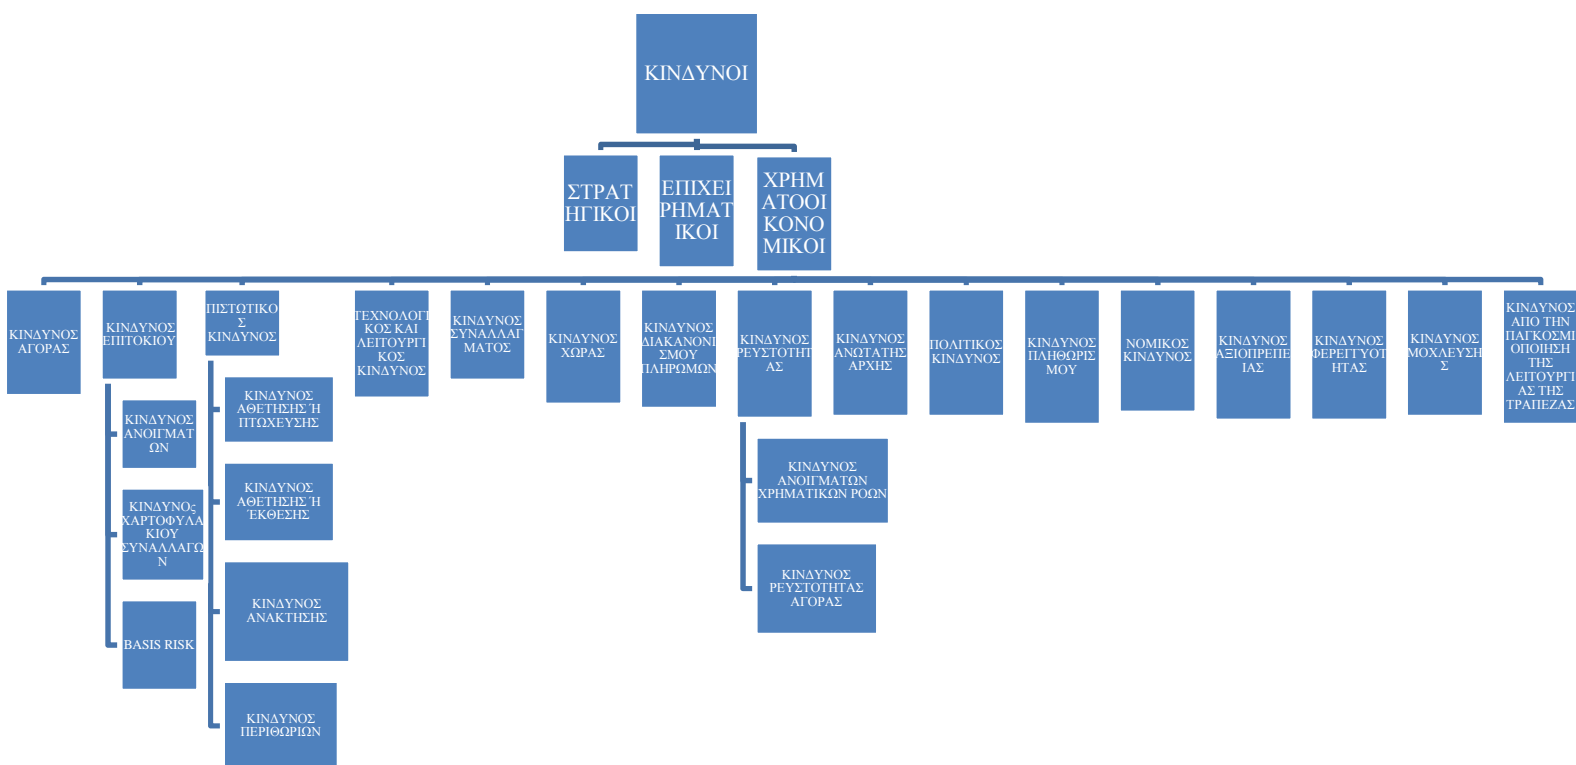 ΚΙΝΔΥΝΟΙ
ΣΤΡΑΤ
ΗΓΙΚΟΙ
ΕΠΙΧΕΙ
ΡΗΜΑΤ
ΙΚΟΙ
ΧΡΗΜ
ΑΤΟΟΙ
ΚΟΝΟ
ΜΙΚΟΙ
ΚΙΝΔΥΝΟΣ
ΑΓΟΡΑΣ
ΚΙΝΔΥΝΟΣ
ΕΠΙΤΟΚΙΟΥ
ΚΙΝΔΥΝΟΣ
ΑΝΟΙΓΜΑΤ
ΩΝ
ΚΙΝΔΥΝΟς
ΧΑΡΤΟΦΥΛΑ
ΚΙΟΥ
ΣΥΝΑΛΛΑΓΩ
Ν
BASIS RISK
ΠΙΣΤΩΤΙΚΟ
Σ
ΚΙΝΔΥΝΟΣ
ΚΙΝΔΥΝΟΣ
ΑΘΕΤΗΣΗΣ Ή
ΠΤΩΧΕΥΣΗΣ
ΚΙΝΔΥΝΟΣ
ΑΘΕΤΗΣΗΣ Ή
ΈΚΘΕΣΗΣ
ΚΙΝΔΥΝΟΣ
ΑΝΑΚΤΗΣΗΣ
ΚΙΝΔΥΝΟΣ
ΠΕΡΙΘΩΡΙΩΝ
ΤΕΧΝΟΛΟΓΙ
ΚΟΣ ΚΑΙ
ΛΕΙΤΟΥΡΓΙ
ΚΟΣ
ΚΙΝΔΥΝΟΣ
ΚΙΝΔΥΝΟΣ
ΣΥΝΑΛΛΑΓ
ΜΑΤΟΣ
ΚΙΝΔΥΝΟΣ
ΧΩΡΑΣ
ΚΙΝΔΥΝΟΣ
ΔΙΑΚΑΝΟΝΙ
ΣΜΟΥ
ΠΛΗΡΩΜΩΝ
ΚΙΝΔΥΝΟΣ
ΡΕΥΣΤΟΤΗΤ
ΑΣ
ΚΙΝΔΥΝΟΣ
ΑΝΟΙΓΜΑΤΩΝ
ΧΡΗΜΑΤΙΚΩΝ ΡΟΩΝ
ΚΙΝΔΥΝΟΣ
ΡΕΥΣΤΟΤΗΤΑΣ
ΑΓΟΡΑΣ
ΚΙΝΔΥΝΟΣ
ΑΝΩΤΑΤΗΣ
ΑΡΧΗΣ
ΠΟΛΙΤΙΚΟΣ
ΚΙΝΔΥΝΟΣ
ΚΙΝΔΥΝΟΣ
ΠΛΗΘΩΡΙΣ
ΜΟΥ
ΝΟΜΙΚΟΣ
ΚΙΝΔΥΝΟΣ
ΚΙΝΔΥΝΟΣ
ΑΞΙΟΠΡΕΠΕ
ΙΑΣ
ΚΙΝΔΥΝΟΣ
ΦΕΡΕΓΓΥΟΤ
ΗΤΑΣ
ΚΙΝΔΥΝΟΣ
ΜΟΧΛΕΥΣΗ
Σ
ΚΙΝΔΥΝΟΣ
ΑΠΟ ΤΗΝ
ΠΑΓΚΟΣΜΙ
ΟΠΟΙΗΣΗ
ΤΗΣ
ΛΕΙΤΟΥΡΓΙ
ΑΣ ΤΗΣ
ΤΡΑΠΕΖΑΣ